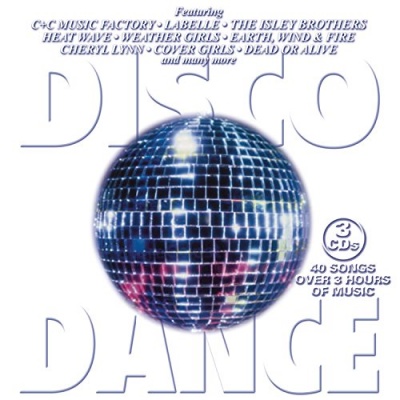 Featuring
C+C MUSIC FACTORY • LABELLE • THE ISLEY BROTHERS
HEAT WAVE • WEATHER GIRLS • EARTH, WIND & FIRE
CHERYL LYNN • COVER GIRLS • DEAD OR ALIVE
and many more
DISCO
3
CDs
40 SONGS
OVER 3 HOURS
OF MUSIC
DANCE